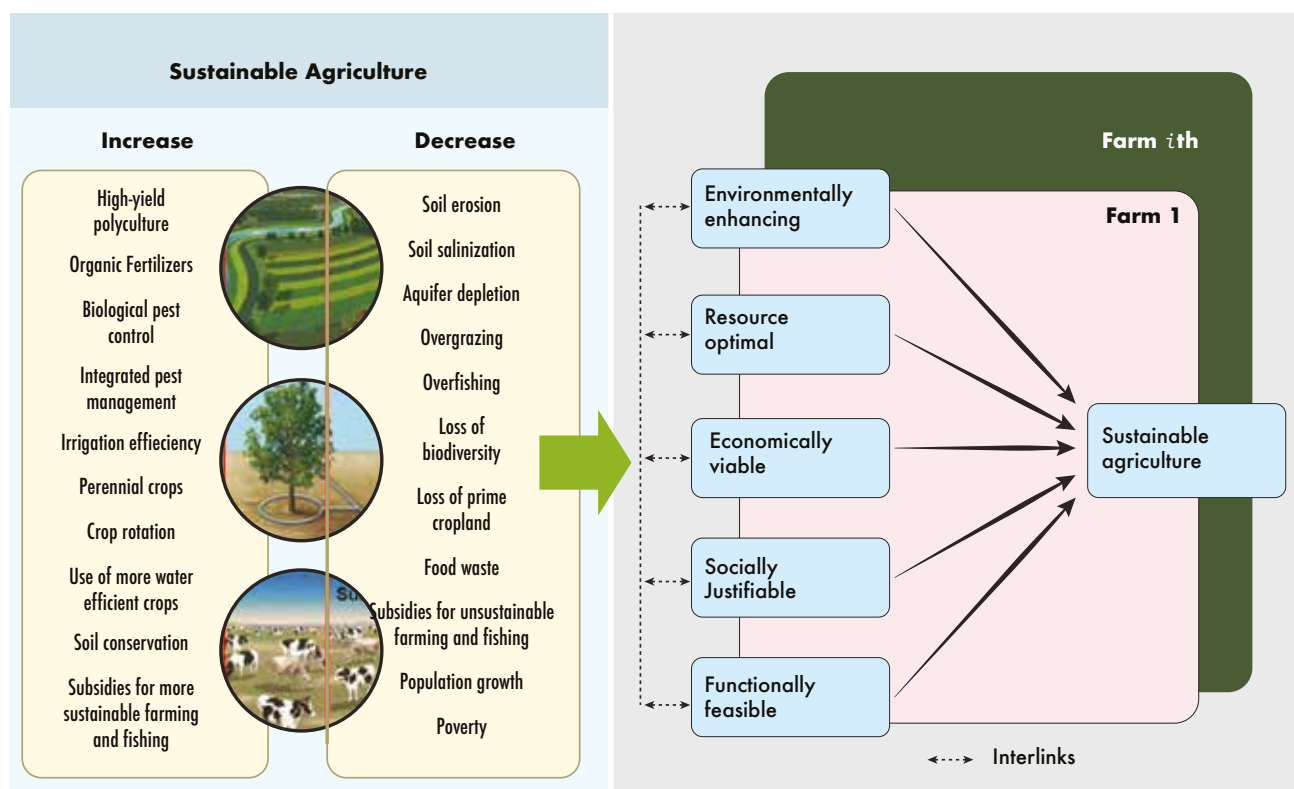 Sustainable Agriculture
Increase
High-yield
polyculture
Organic Fertilizers
Biological pest
control
Integrated pest
management
Irrigation effieciency
Perennial crops
Crop rotation
Use of more water
efficient crops
Soil conservation
Subsidies for more
sustainable farming
and fishing
Decrease
Soil erosion
Soil salinization
Aquifer depletion
Overgrazing
Overfishing
Loss of
biodiversity
Loss of prime
cropland
Food waste
Su
Subsidies for unsustainable
farming and fishing
Population growth
Poverty
Farm ith
Farm 1
Environmentally
enhancing
Resource
optimal
Economically
viable
Socially
Justifiable
Functionally
feasible
Sustainable
agriculture
Interlinks